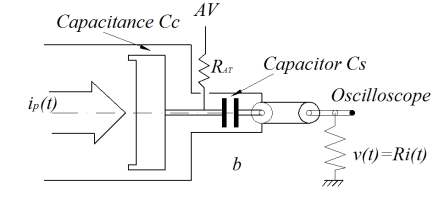 AV
Capacitance Cc
R_AT
Capacitor Cs
Oscilloscope
i_p(t)
b
v(t)=Ri(t)